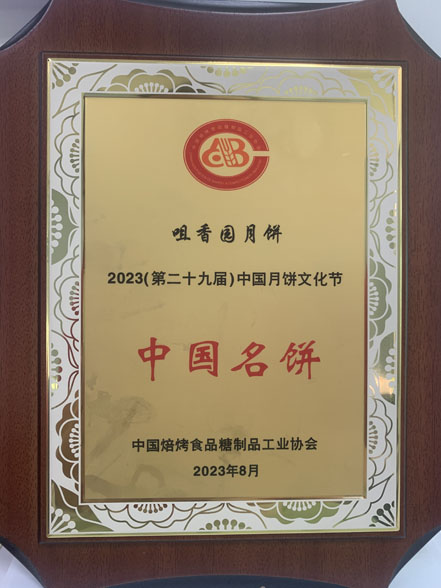 咀香园月饼
2023(第二十九届)中国月饼文化节
中国名饼
中国焙烤食品糖制品工业协会
2023年8月